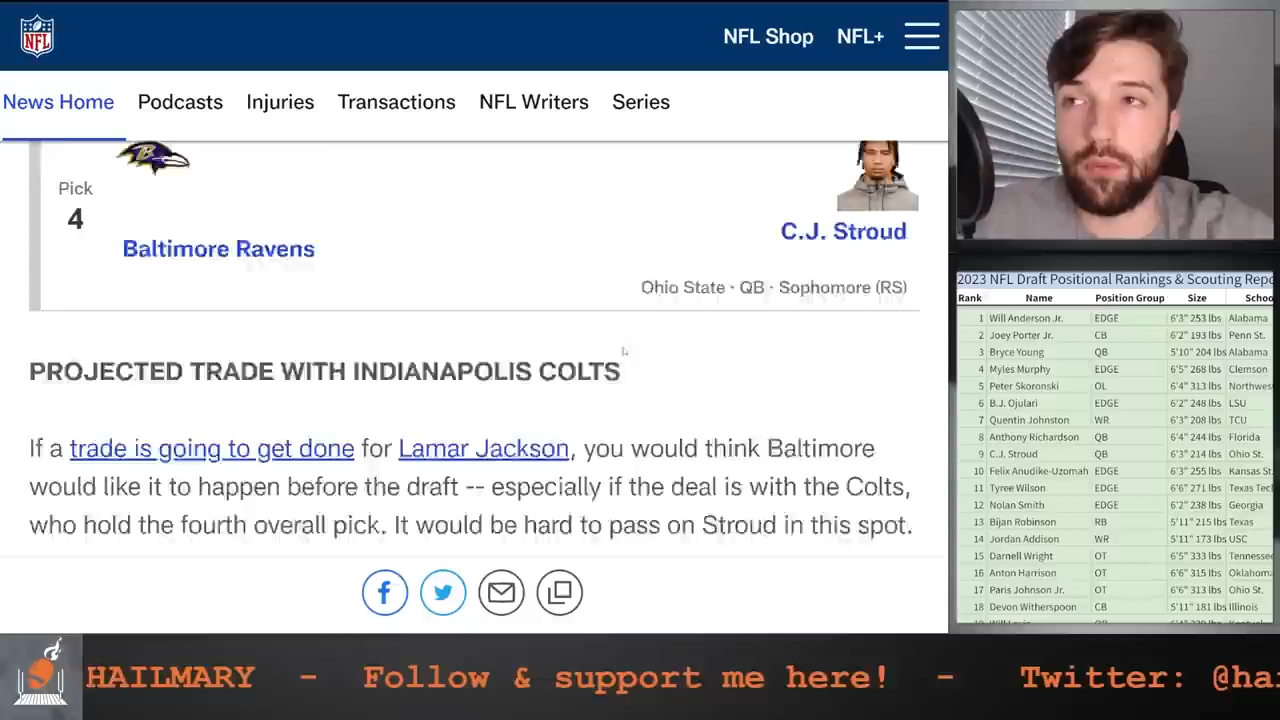 NFL
NFL Shop NFL+
News Home Podcasts Injuries Transactions NFL Writers Series
Pick
4
Baltimore Ravens
C.J. Stroud
Ohio State · QB · Sophomore (RS)
PROJECTED TRADE WITH INDIANAPOLIS COLTS
If a trade is going to get done for Lamar Jackson, you would think Baltimore
would like it to happen before the draft -- especially if the deal is with the Colts,
who hold the fourth overall pick. It would be hard to pass on Stroud in this spot.
2023 NFL Draft Positional Rankings & Scouting Repo
Rank Name Position Group Size Schoo
1 Will Anderson Jr. EDGE 6'3" 253 lbs Alabama
2 Joey Porter Jr. CB 6'2" 193 lbs Penn St.
3 Bryce Young QB 5'10" 204 lbs Alabama
4 Myles Murphy EDGE 6'5" 268 lbs Clemson
5 Peter Skoronski OL 6'4" 313 lbs Northwes
6 B.J. Ojulari EDGE 6'2" 248 lbs LSU
7 Quentin Johnston WR 6'3" 208 lbs TCU
8 Anthony Richardson QB 6'4" 244 lbs Florida
9 C.J. Stroud QB 6'3" 214 lbs Ohio St.
10 Felix Anudike-Uzomah EDGE 6'3" 255 lbs Kansas St
11 Tyree Wilson EDGE 6'6" 271 lbs Texas Tec
12 Nolan Smith EDGE 6'2" 238 lbs Georgia
13 Bijan Robinson RB 5'11" 215 lbs Texas
14 Jordan Addison WR 5'11" 173 lbs USC
15 Darnell Wright OT 6'5" 333 lbs Tennessee
16 Anton Harrison OT 6'6" 315 lbs Oklahom
17 Paris Johnson Jr. OT 6'6" 313 lbs Ohio St.
18 Devon Witherspoon CB 5'11" 181 lbs Illinois
HAILMARY - Follow & support me here! - Twitter: @hai